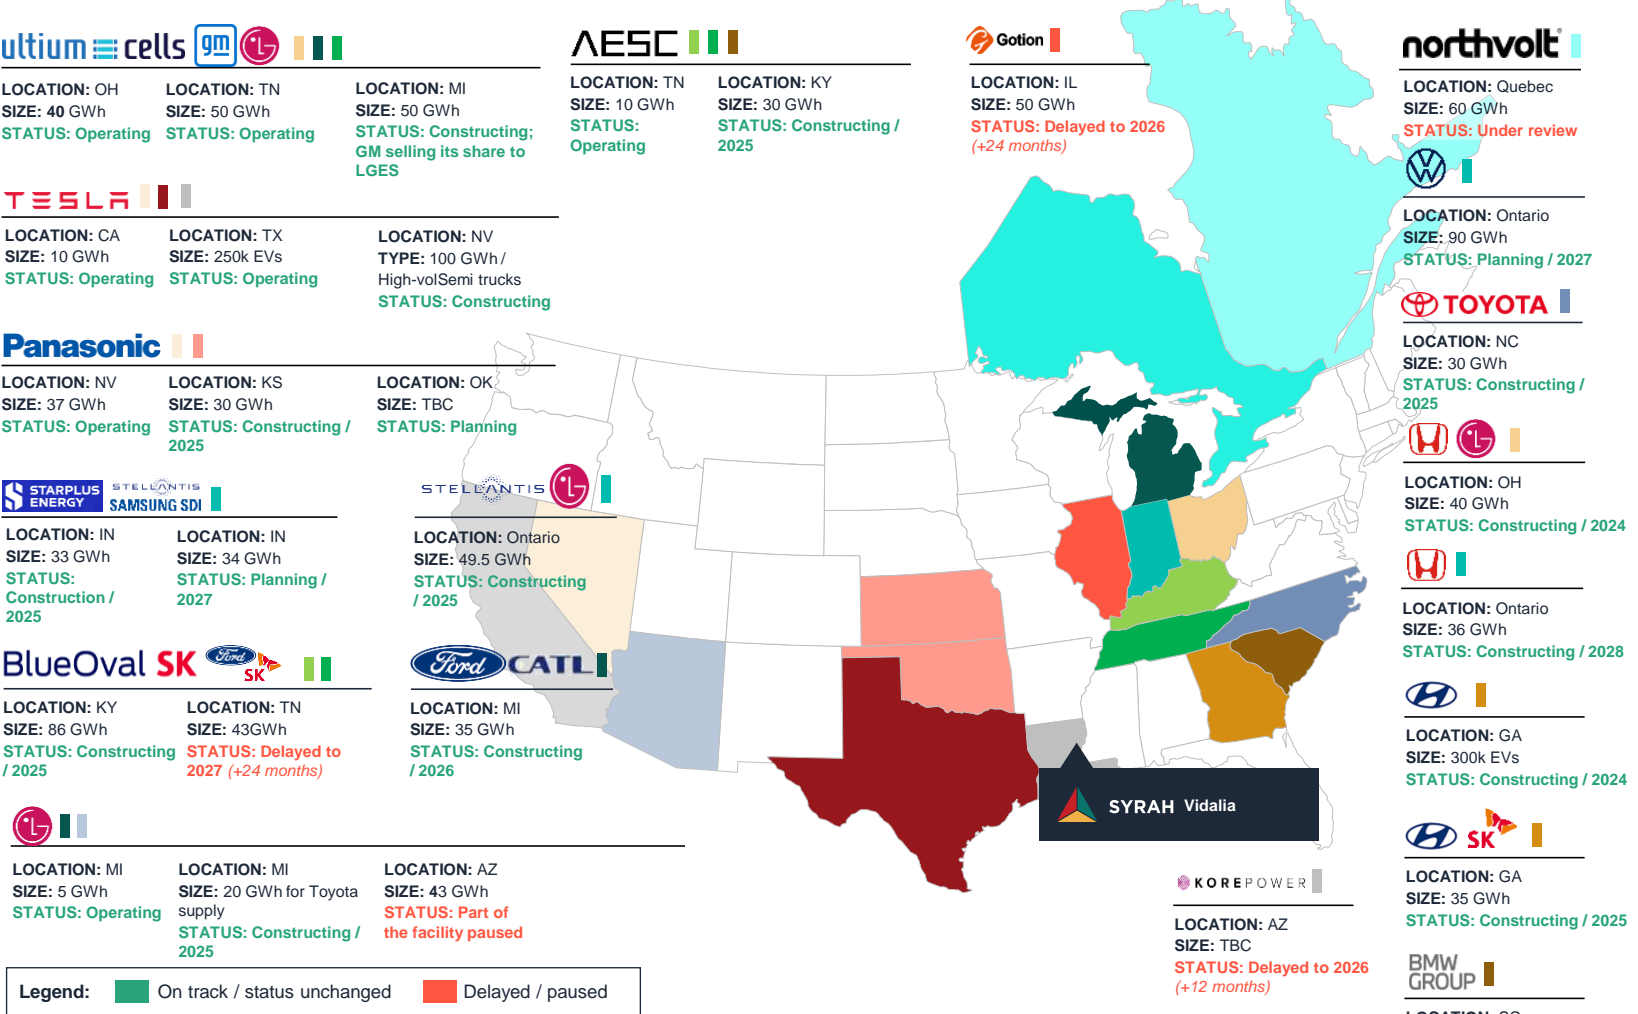 ultium cells gm LG
LOCATION: OH
SIZE: 40 GWh
STATUS: Operating
LOCATION: TN
SIZE: 50 GWh
STATUS: Operating
LOCATION: MI
SIZE: 50 GWh
STATUS: Constructing;
GM selling its share to
LGES
AESC
LOCATION: TN
SIZE: 10 GWh
STATUS:
Operating
LOCATION: KY
SIZE: 30 GWh
STATUS: Constructing /
2025
Gotion
LOCATION: IL
SIZE: 50 GWh
STATUS: Delayed to 2026
(+24 months)
northvolt
LOCATION: Quebec
SIZE: 60 GWh
STATUS: Under review
LOCATION: Ontario
SIZE: 90 GWh
STATUS: Planning / 2027
TESLA
LOCATION: CA
SIZE: 10 GWh
STATUS: Operating
LOCATION: TX
SIZE: 250k EVs
STATUS: Operating
LOCATION: NV
TYPE: 100 GWh /
High-volSemi trucks
STATUS: Constructing
TOYOTA
LOCATION: NC
SIZE: 30 GWh
STATUS: Constructing /
2025
Panasonic
LOCATION: NV
SIZE: 37 GWh
STATUS: Operating
LOCATION: KS
SIZE: 30 GWh
STATUS: Constructing /
2025
LOCATION: OK
SIZE: TBC
STATUS: Planning
LG
LOCATION: OH
SIZE: 40 GWh
STATUS: Constructing / 2024
STARPLUS
ENERGY
STELLANTIS
SAMSUNG SDI
LOCATION: IN
SIZE: 33 GWh
STATUS:
Construction /
2025
LOCATION: IN
SIZE: 34 GWh
STATUS: Planning /
2027
STELLANTIS LG
LOCATION: Ontario
SIZE: 49.5 GWh
STATUS: Constructing
/ 2025
LOCATION: Ontario
SIZE: 36 GWh
STATUS: Constructing / 2028
BlueOval SK Ford SK
LOCATION: KY
SIZE: 86 GWh
STATUS: Constructing
/ 2025
LOCATION: TN
SIZE: 43GWh
STATUS: Delayed to
2027 (+24 months)
Ford CATL
LOCATION: MI
SIZE: 35 GWh
STATUS: Constructing
/ 2026
LOCATION: GA
SIZE: 300k EVs
STATUS: Constructing / 2024
SYRAH Vidalia
SK
LOCATION: GA
SIZE: 35 GWh
STATUS: Constructing / 2025
LG
LOCATION: MI
SIZE: 5 GWh
STATUS: Operating
LOCATION: MI
SIZE: 20 GWh for Toyota
supply
STATUS: Constructing /
2025
LOCATION: AZ
SIZE: 43 GWh
STATUS: Part of
the facility paused
KOREPOWER
LOCATION: AZ
SIZE: TBC
STATUS: Delayed to 2026
(+12 months)
BMW
GROUP
Legend:
On track / status unchanged
Delayed / paused